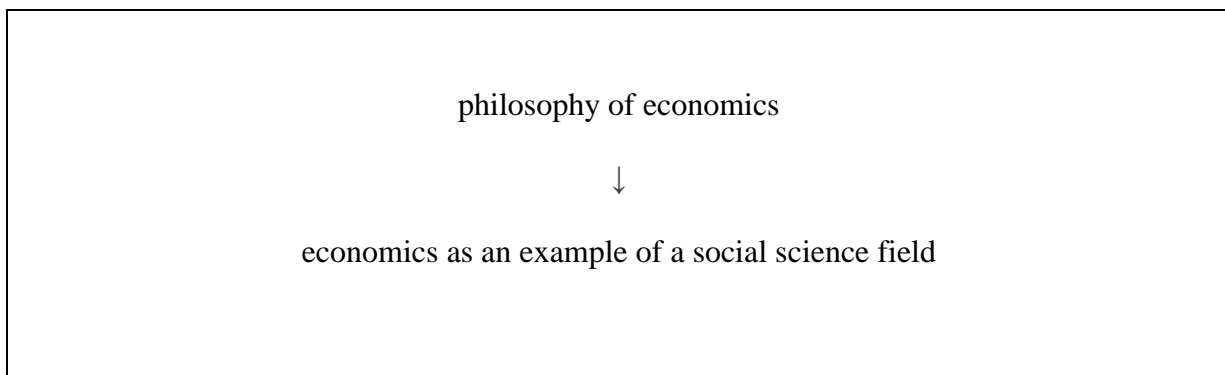 philosophy of economics
↓
economics as an example of a social science field